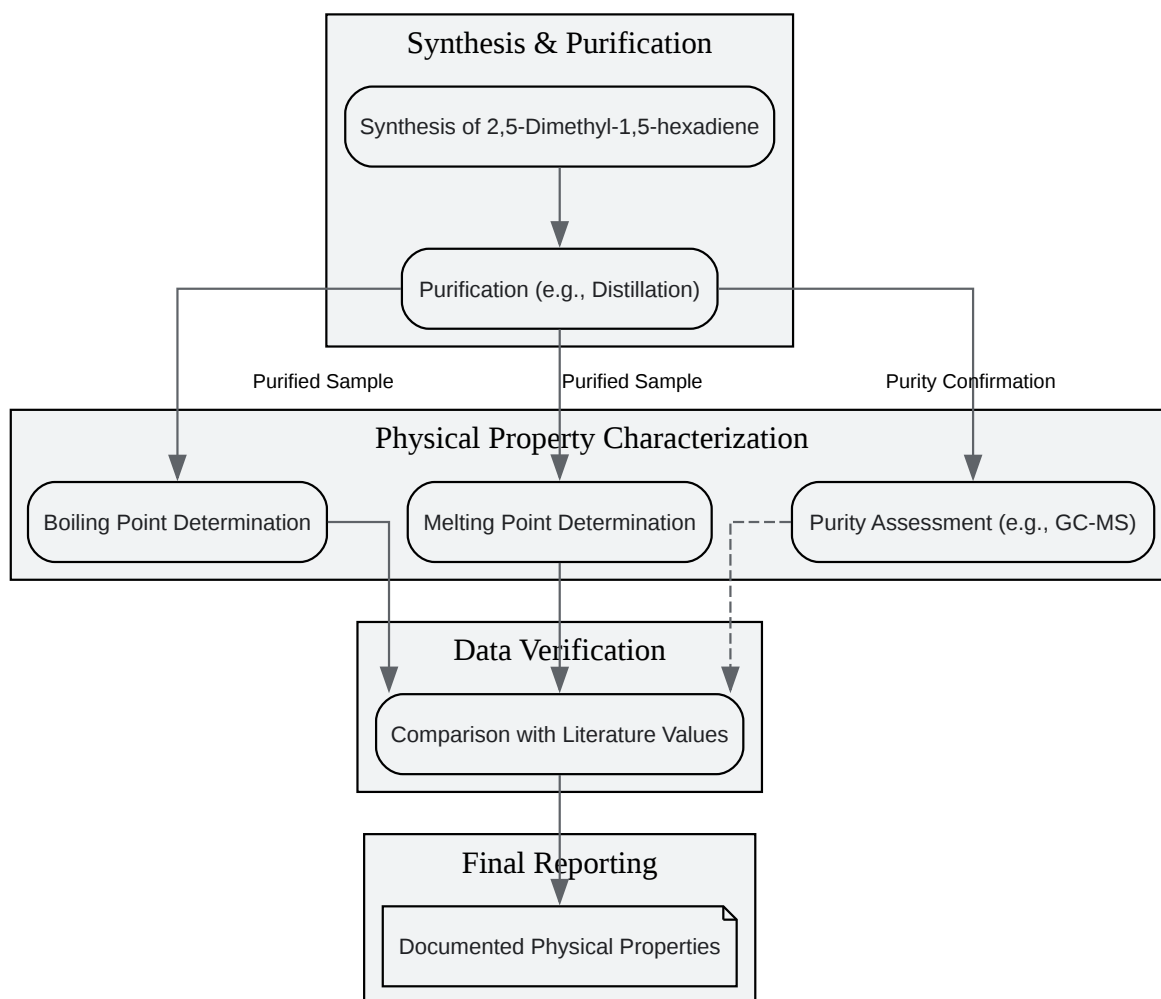 Synthesis & Purification
Synthesis of 2,5-Dimethyl-1,5-hexadiene
Purification (e.g., Distillation)
Purified Sample
Purified Sample
Purity Confirmation
Physical Property Characterization
Boiling Point Determination
Melting Point Determination
Purity Assessment (e.g., GC-MS)
Data Verification
Comparison with Literature Values
Final Reporting
Documented Physical Properties